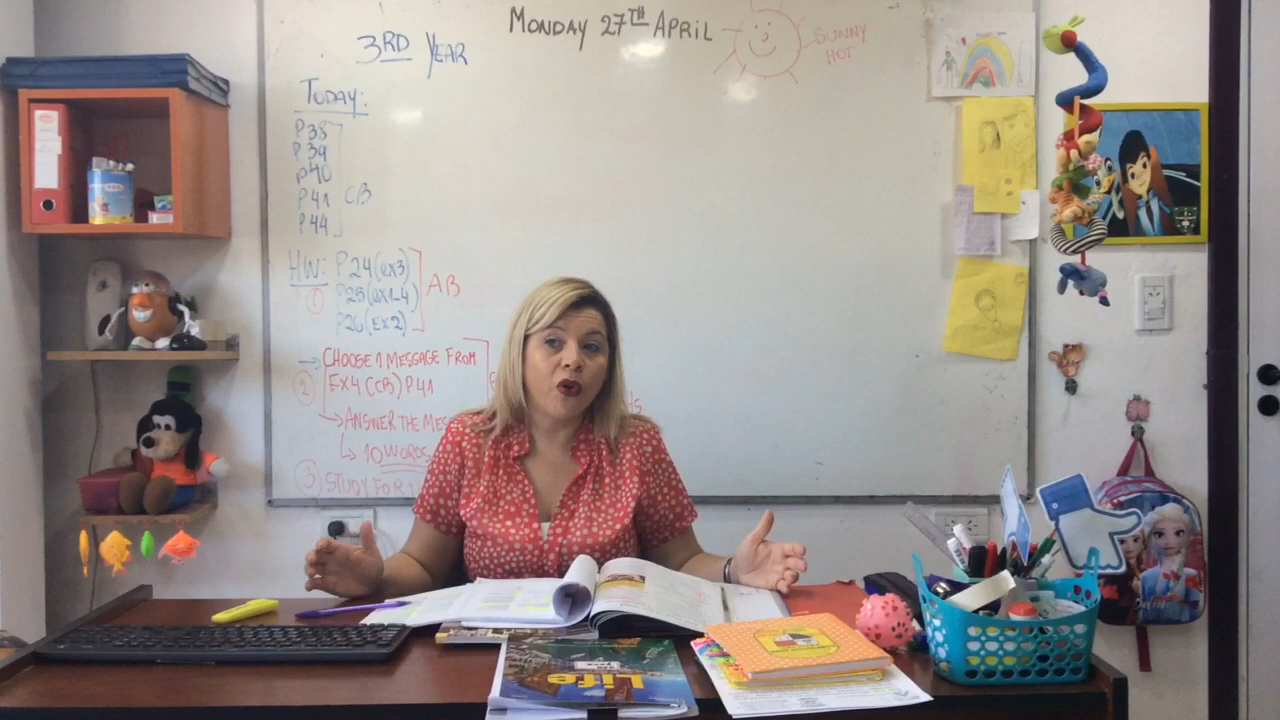 MONDAY 27TH APRIL
SUNNY
HOT
3RD YEAR
TODAY:
P38
P39
P40
P41
P44
CB
HW:
1
P24 (ex3)
P25 (ex1-4)
P26 (Ex2)
AB
2
CHOOSE 1 MESSAGE FROM
EX4 (CB) P41
ANSWER THE
10 WORDS
3
STUDY FOR
Life